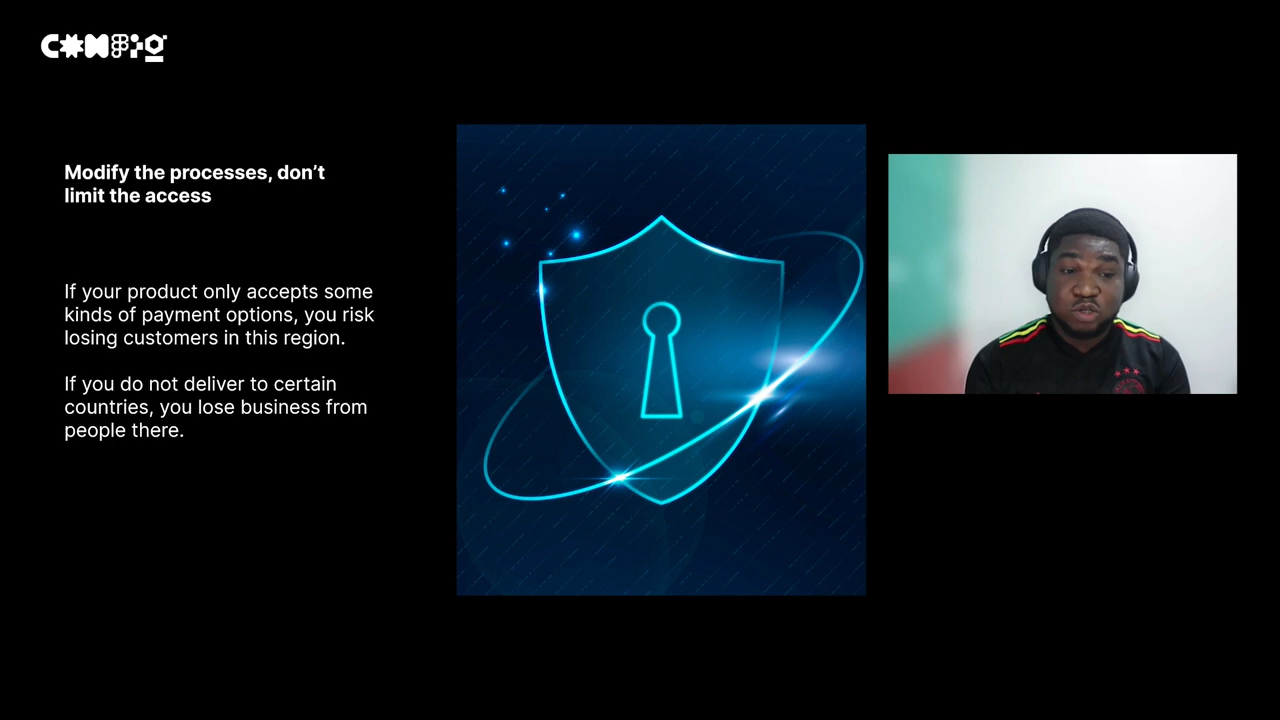 CONFIG
Modify the processes, don’t
limit the access
If your product only accepts some
kinds of payment options, you risk
losing customers in this region.
If you do not deliver to certain
countries, you lose business from
people there.